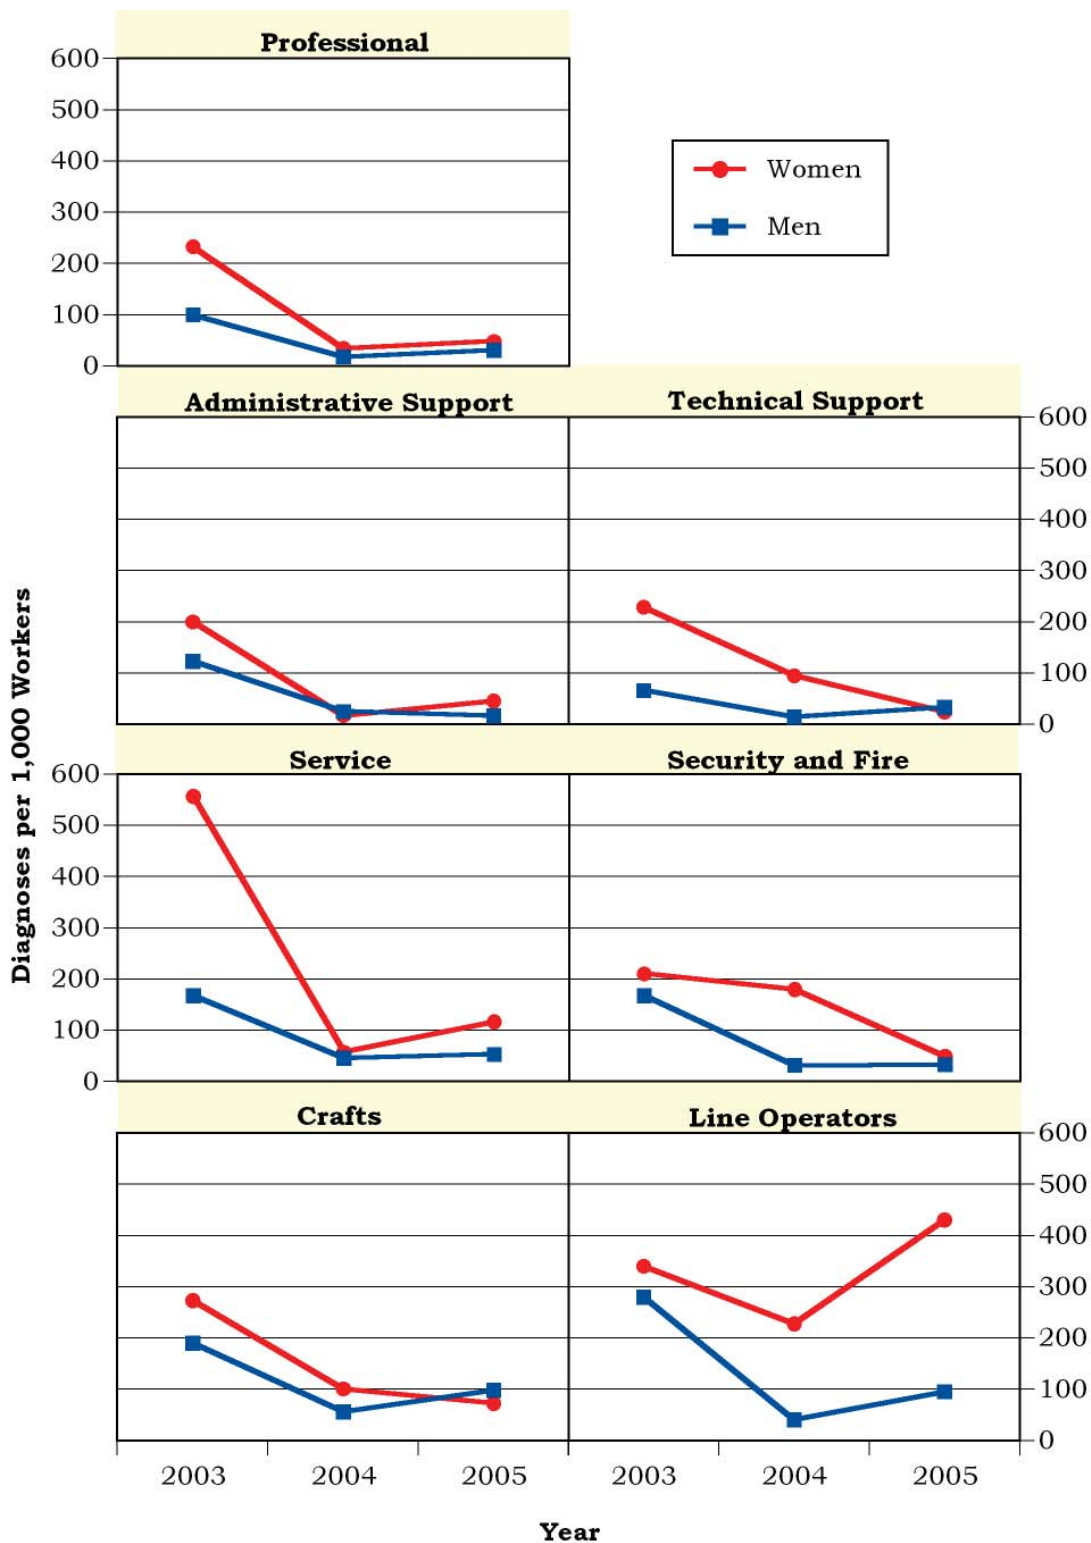 Professional
600
500
400
300
200
100
0
Women
Men
Administrative Support
Technical Support
600
500
400
300
200
100
0
Diagnoses per 1,000 Workers
Service
Security and Fire
600
500
400
300
200
100
0
Crafts
Line Operators
600
500
400
300
200
100
0
2003 2004 2005 2003 2004 2005
Year